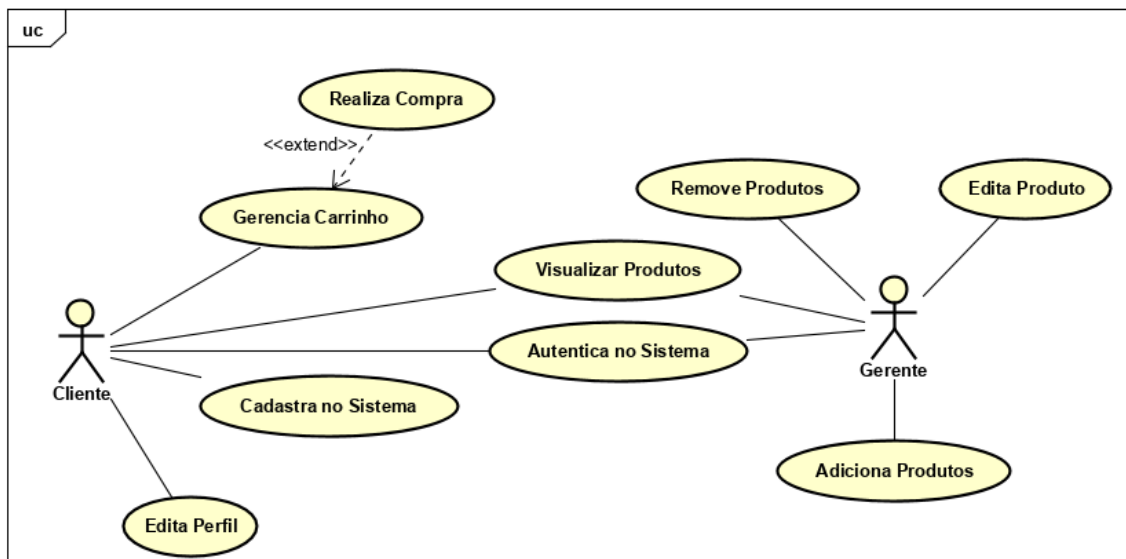 uc
Realiza Compra
<<extend>>
Remove Produtos
Edita Produto
Gerencia Carrinho
Visualizar Produtos
Autentica no Sistema
Gerente
Cliente
Cadastra no Sistema
Adiciona Produtos
Edita Perfil